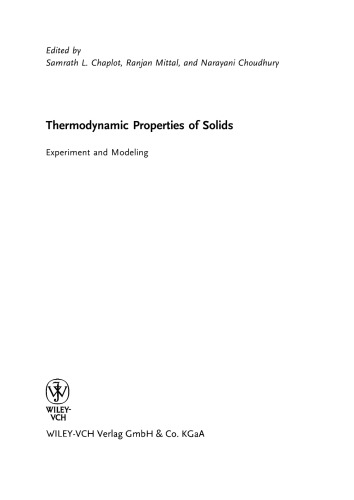 Edited by
Samrath L. Chaplot, Ranjan Mittal, and Narayani Choudhury
Thermodynamic Properties of Solids
Experiment and Modeling
WILEY-
VCH
WILEY-VCH Verlag GmbH & Co. KGaA